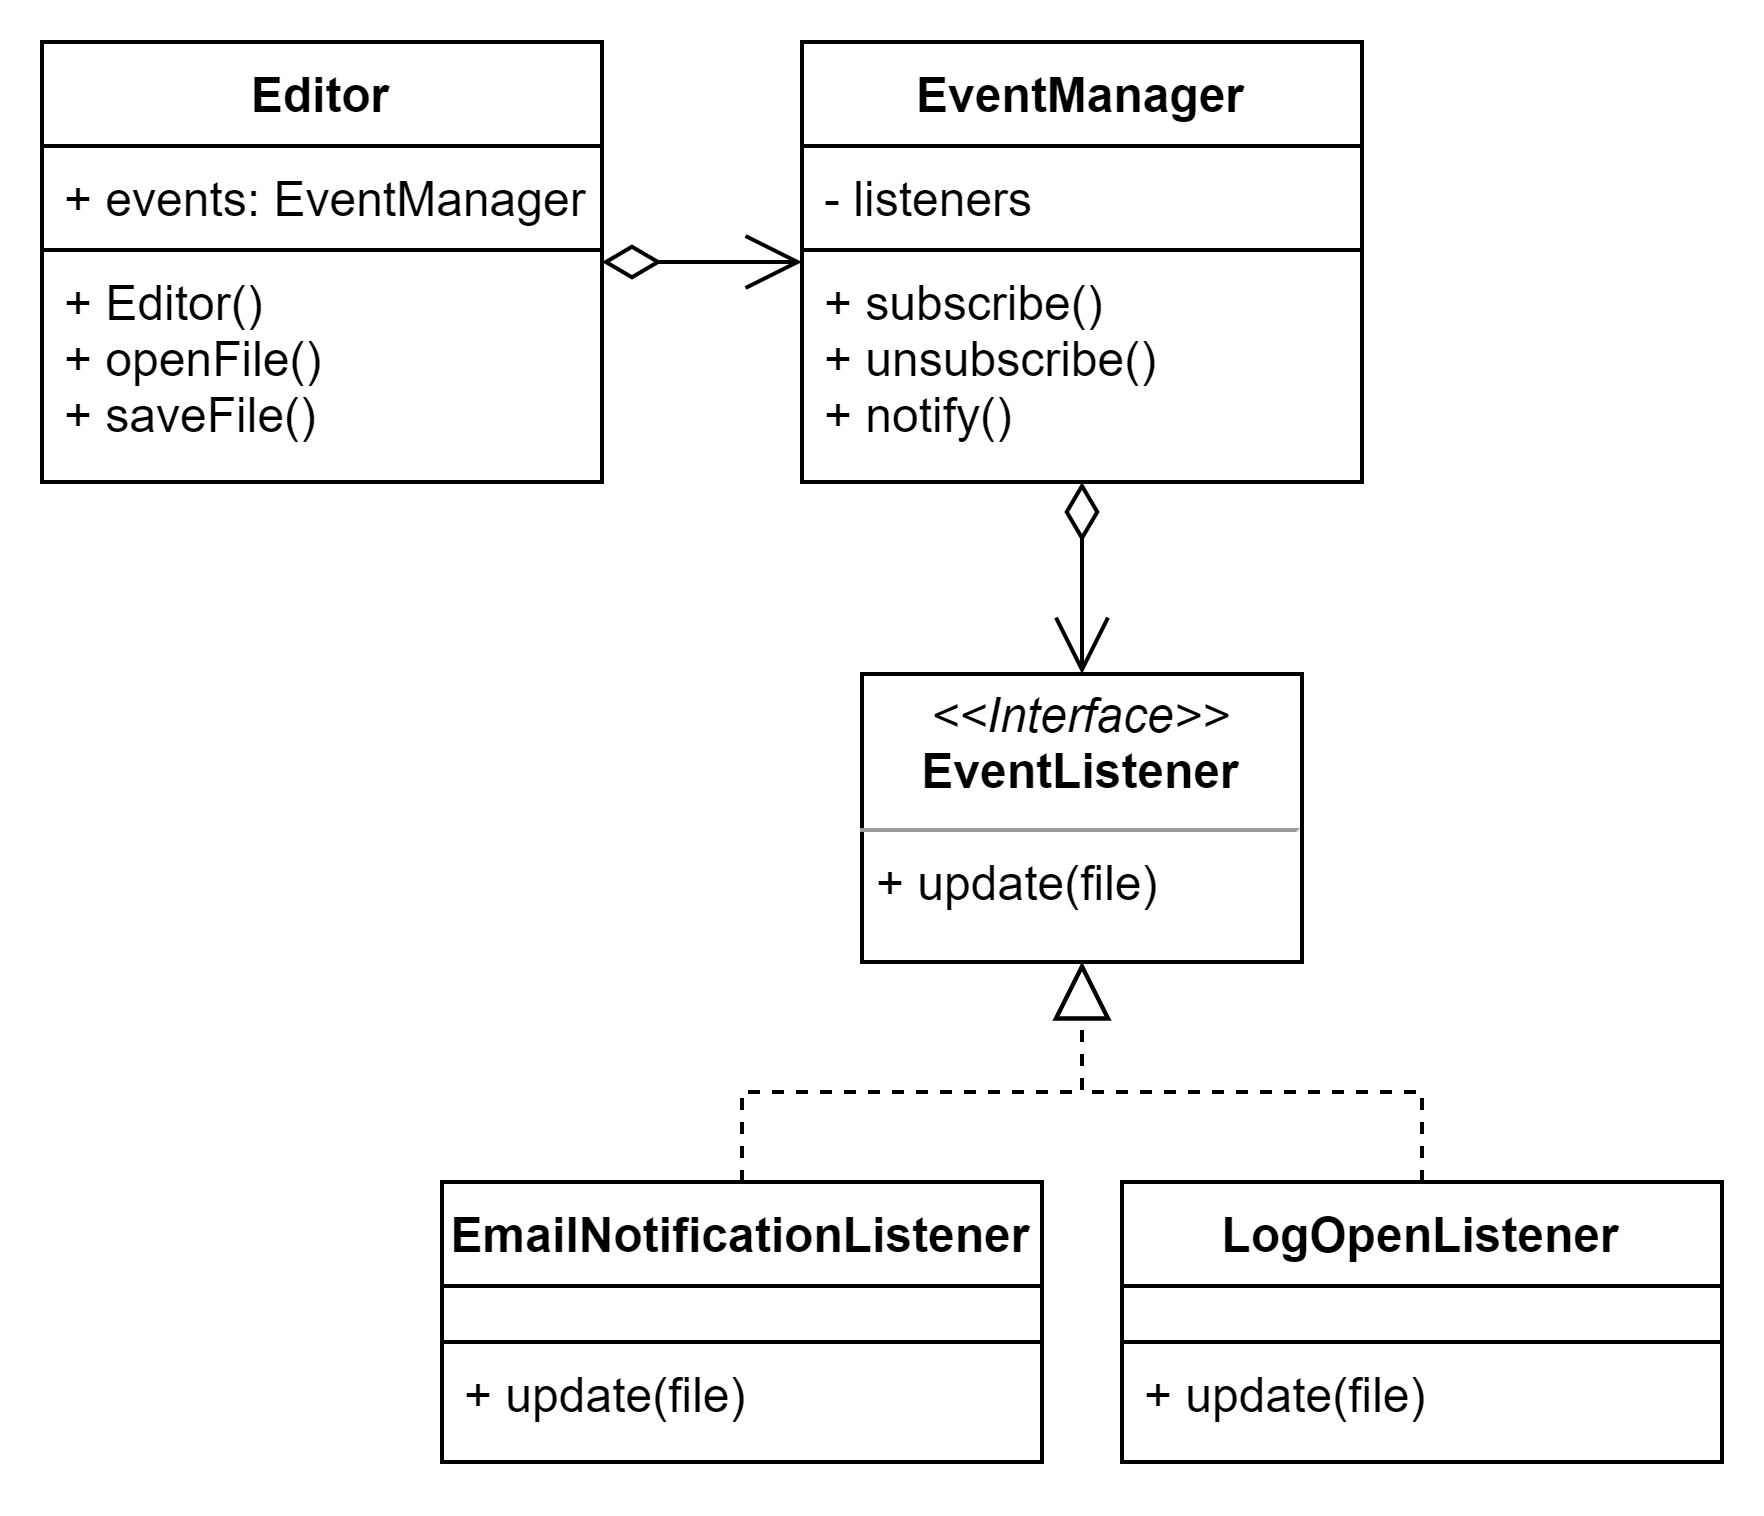 Editor
+ events: EventManager
+ Editor()
+ openFile()
+ saveFile()
EventManager
- listeners
+ subscribe()
+ unsubscribe()
+ notify()
<<Interface>>
EventListener
+ update(file)
EmailNotificationListener
+ update(file)
LogOpenListener
+ update(file)